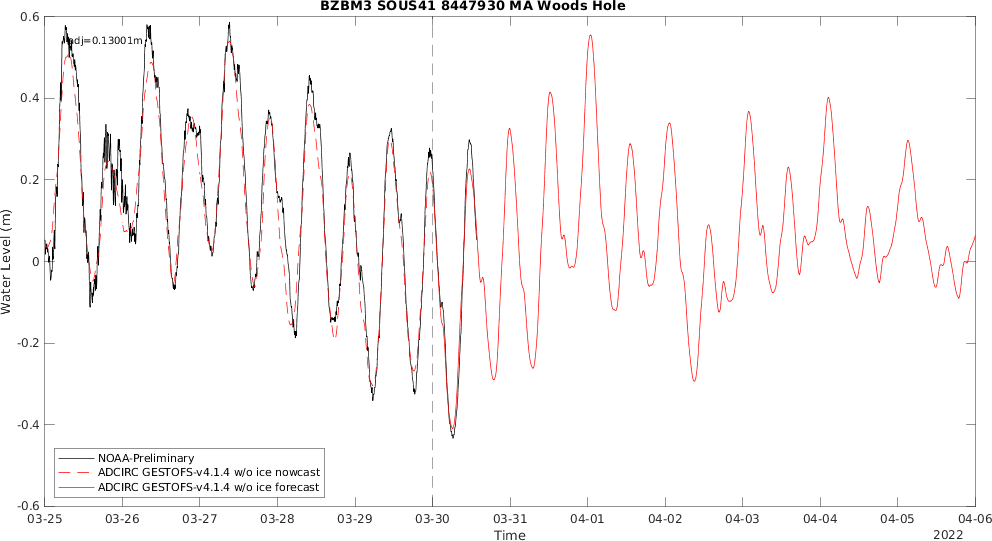 BZBM3 SOUS41 8447930 MA Woods Hole
0.6
adj=0.13001m
0.4
0.2
0
-0.2
-0.4
-0.6
Water Level (m)
NOAA-Preliminary
ADCIRC GESTOFS-v4.1.4 w/o ice nowcast
ADCIRC GESTOFS-v4.1.4 w/o ice forecast
03-25 03-26 03-27 03-28 03-29 03-30 03-31 04-01 04-02 04-03 04-04 04-05 04-06
Time
2022